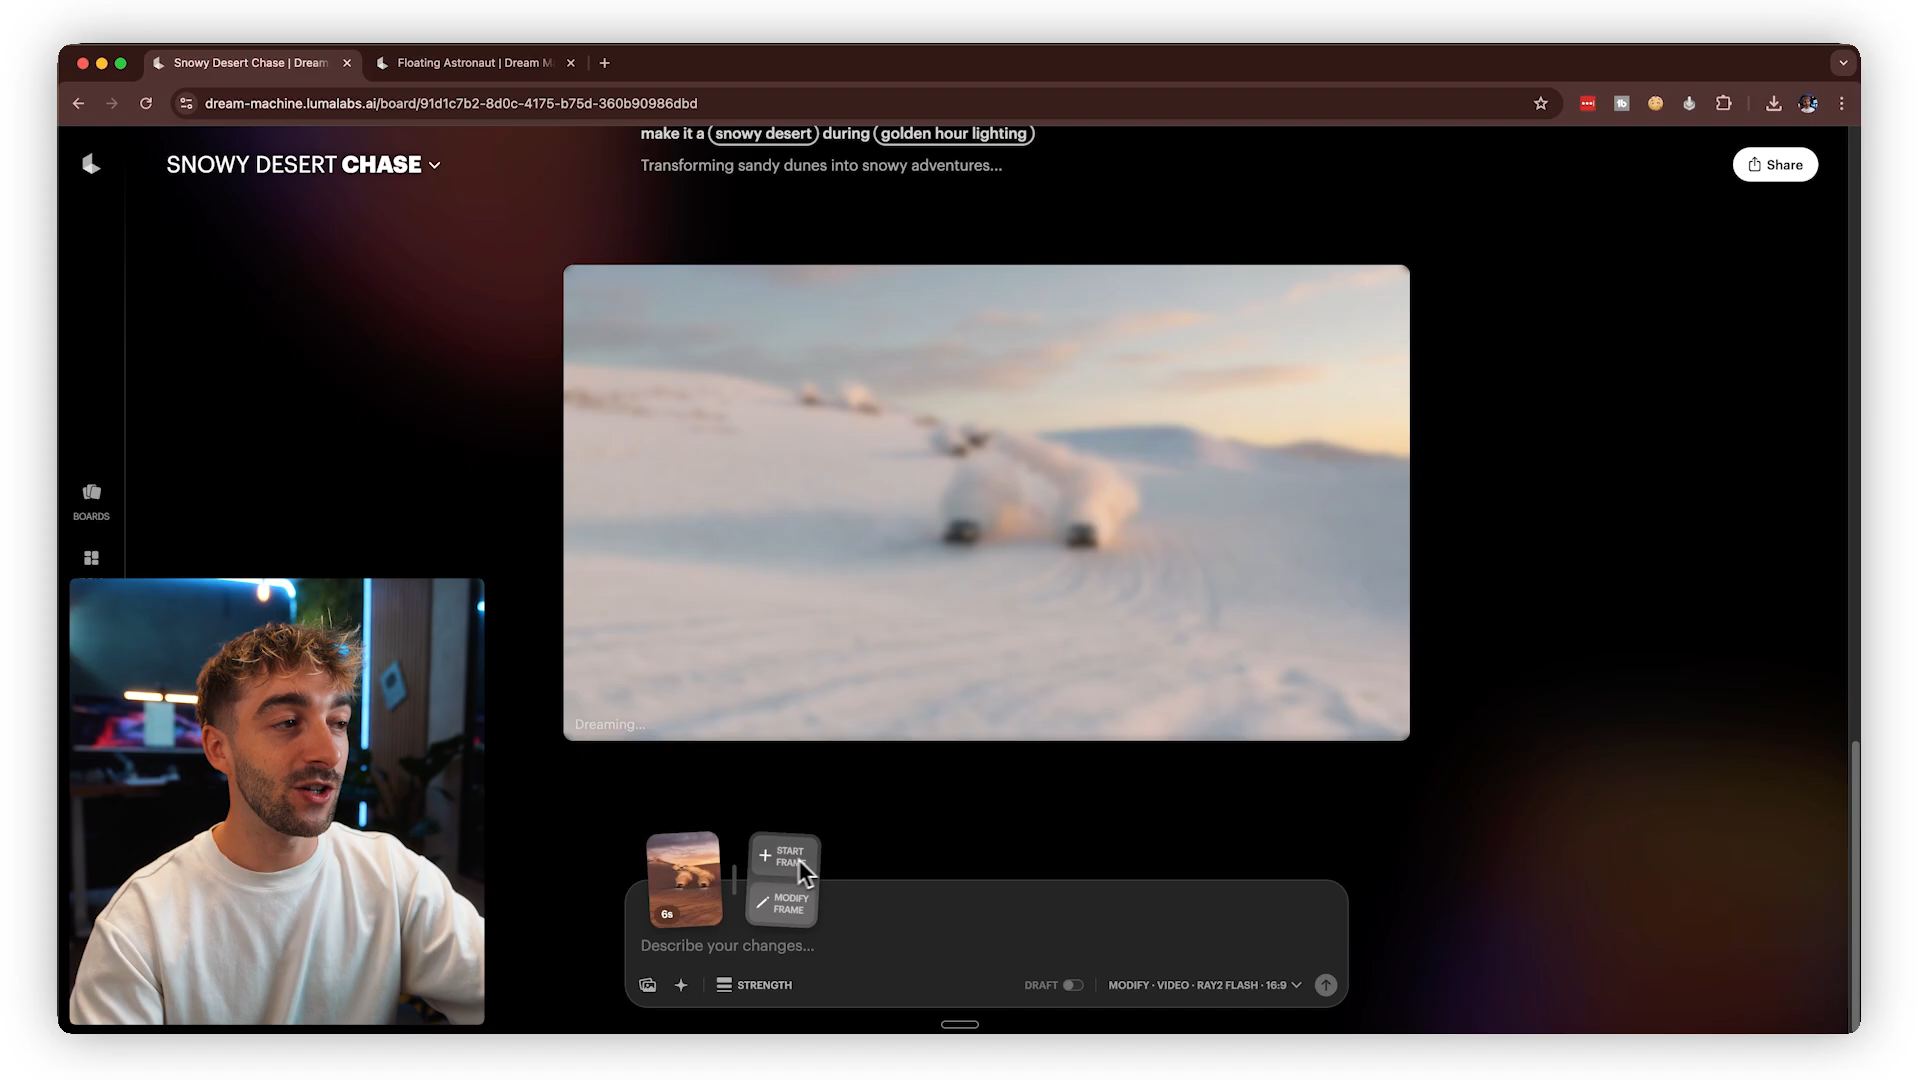 Snowy Desert Chase | Dream
Floating Astronaut | Dream M
dream-machine.lumalabs.ai/board/91d1c7b2-8d0c-4175-b75d-360b90986dbd
make it a snowy desert during golden hour lighting
SNOWY DESERT CHASE
Transforming sandy dunes into snowy adventures...
Share
BOARDS
Dreaming...
START
FRAME
MODIFY
FRAME
6s
Describe your changes...
STRENGTH
DRAFT
MODIFY · VIDEO · RAY2 FLASH · 16:9